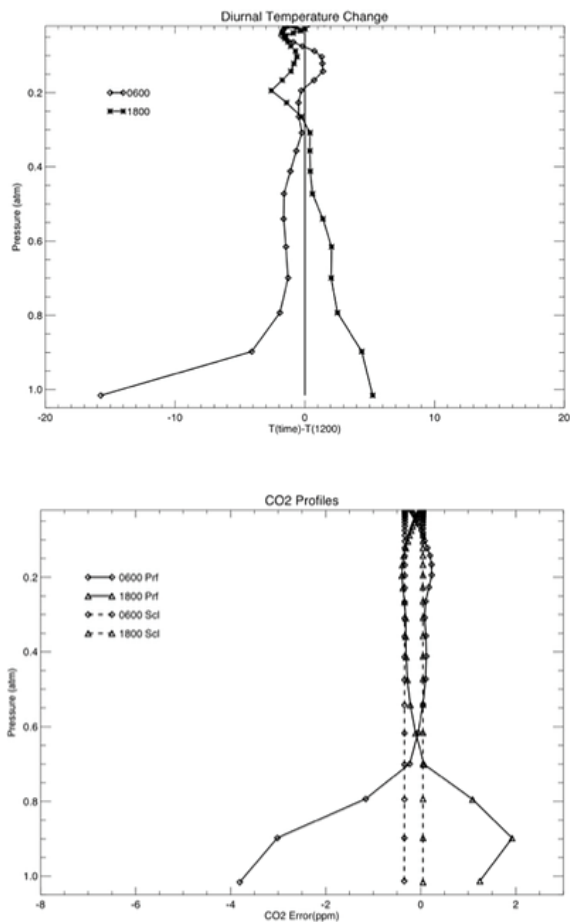 Diurnal Temperature Change
0.2
0.4
0.6
0.8
1.0
Pressure (atm)
0600
1800
-20
-10
0
10
20
T(time)-T(1200)
CO2 Profiles
0.2
0.4
0.6
0.8
1.0
Pressure (atm)
0600 Prf
1800 Prf
0600 Scl
1800 Scl
-8
-6
-4
-2
0
2
CO2 Error(ppm)